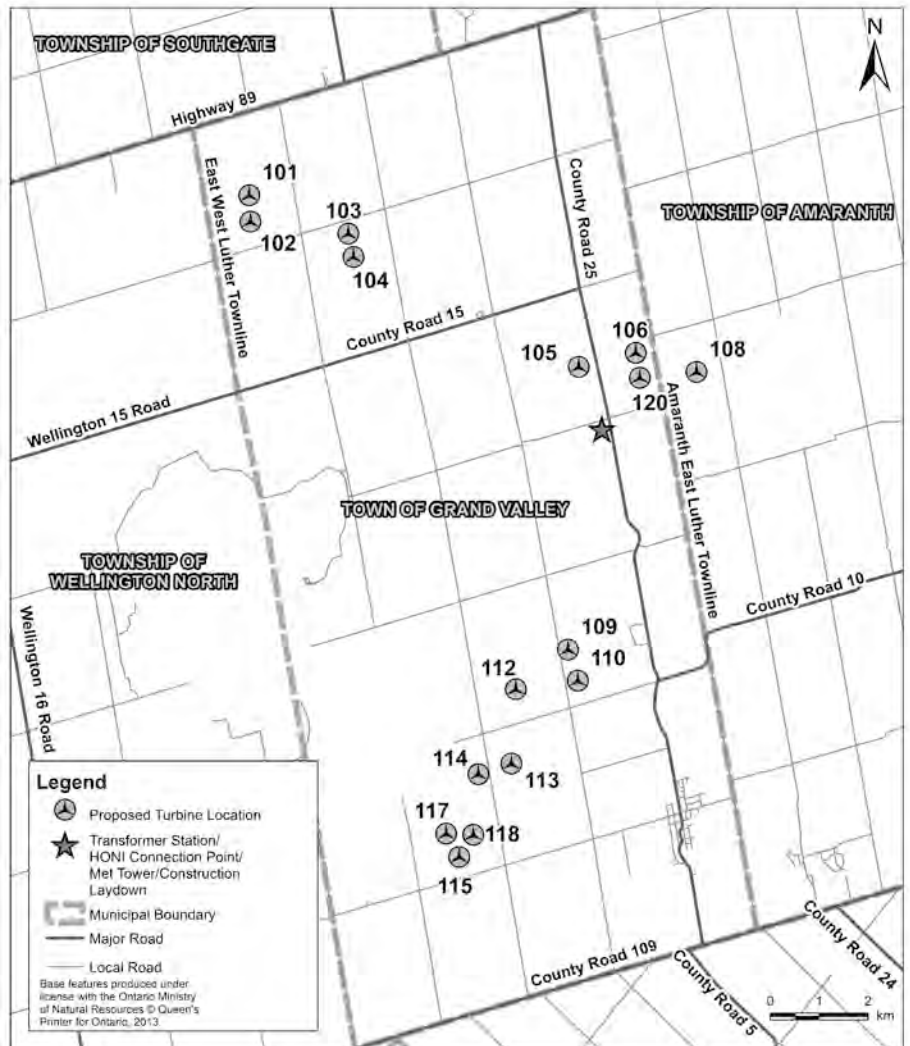 TOWNSHIP OF SOUTHGATE
N
Highway 89
101
East West Luther Townline
102
103
104
County Road 25
TOWNSHIP OF AMARANTH
County Road 15
105
106
108
120
Wellington 15 Road
Amaranth East Luther Townline
TOWN OF GRAND VALLEY
TOWNSHIP OF
WELLINGTON NORTH
County Road 10
Wellington 16 Road
109
110
112
114
113
117
118
115
Legend
Proposed Turbine Location
Transformer Station/
HONI Connection Point/
Met Tower/Construction
Laydown
Municipal Boundary
Major Road
Local Road
Base features produced under
license with the Ontario Ministry
of Natural Resources © Queen's
Printer for Ontario, 2013
County Road 109
County Road 5
County Road 24
0 1 2
km